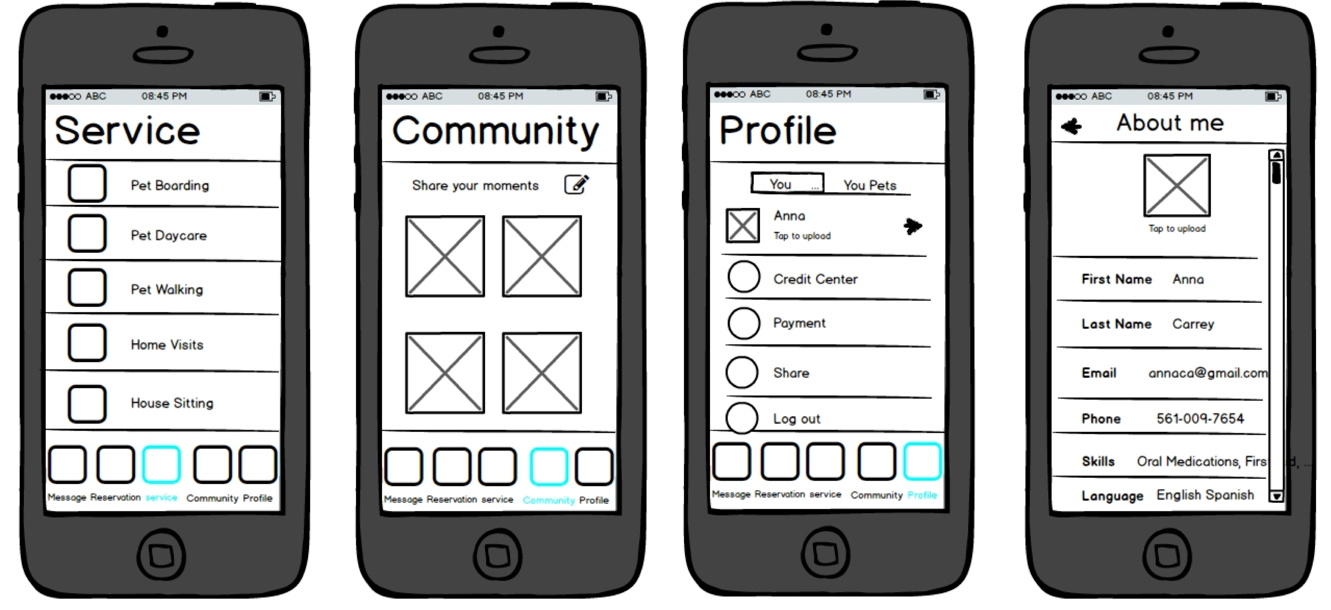 ABC 08:45 PM
Service
Pet Boarding
Pet Daycare
Pet Walking
Home Visits
House Sitting
Message Reservation service Community Profile
ABC 08:45 PM
Community
Share your moments
Message Reservation service Community Profile
ABC 08:45 PM
Profile
You ... You Pets
Anna
Tap to upload
Credit Center
Payment
Share
Log out
Message Reservation service Community Profile
ABC 08:45 PM
About me
Tap to upload
First Name Anna
Last Name Carrey
Email annaca@gmail.com
Phone 561-009-7654
Skills Oral Medications,
Language English Spanish